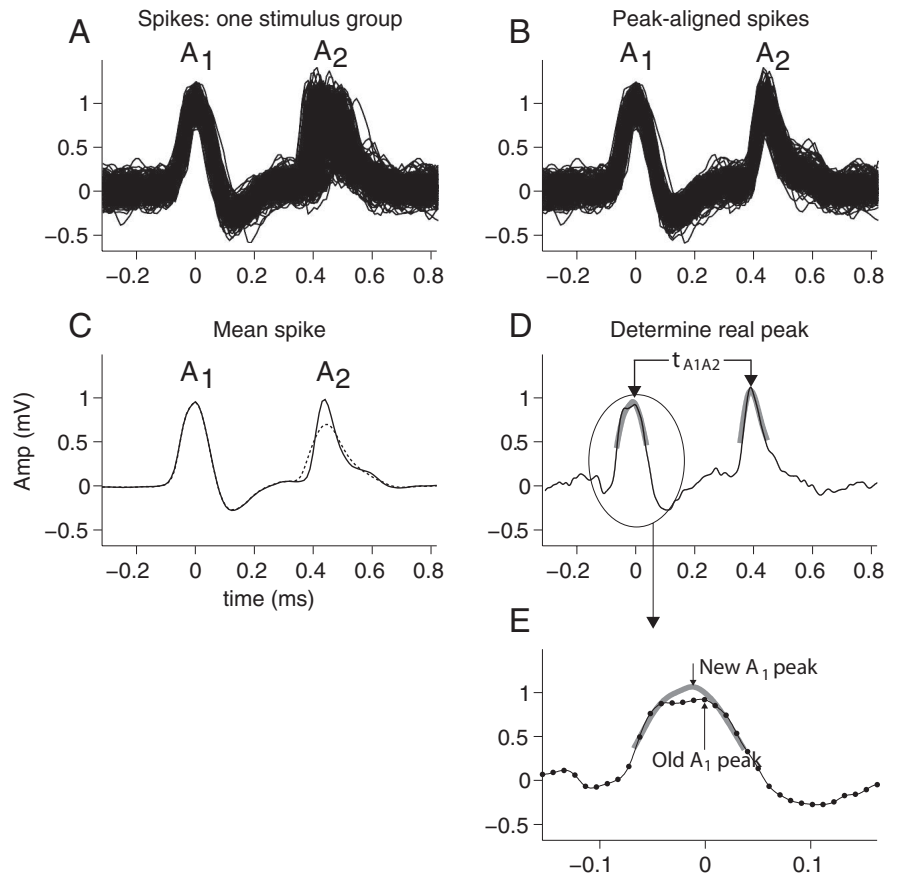 A
Spikes: one stimulus group
A1
A2
1
0.5
0
−0.5
−0.2 0 0.2 0.4 0.6 0.8
B
Peak-aligned spikes
A1
A2
1
0.5
0
−0.5
−0.2 0 0.2 0.4 0.6 0.8
C
Mean spike
A1
A2
Amp (mV)
1
0.5
0
−0.5
−0.2 0 0.2 0.4 0.6 0.8
time (ms)
D
Determine real peak
tA1A2
1
0.5
0
−0.5
−0.2 0 0.2 0.4 0.6 0.8
E
New A1 peak
1
0.5
Old A1 peak
0
−0.5
-0.1 0 0.1